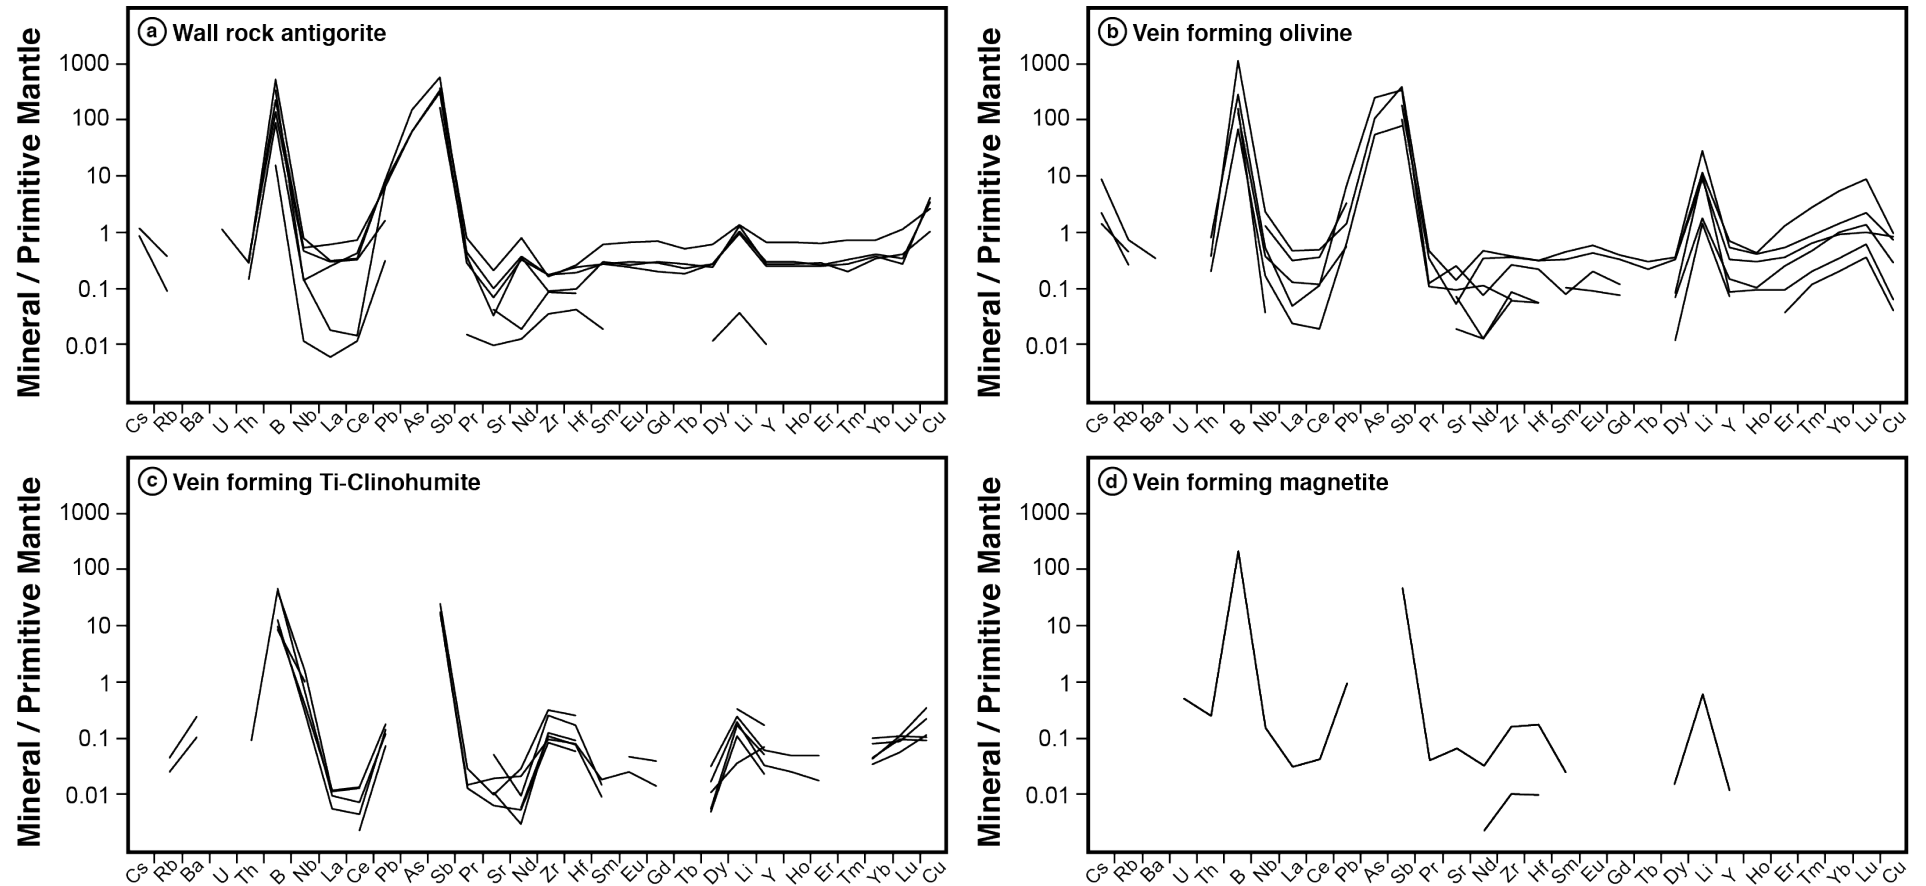 a Wall rock antigorite
Mineral / Primitive Mantle
1000
100
10
1
0.1
0.01
Cs Rb Ba U Th B Nb La Ce Pb As Sb Pr Sr Nd Zr Hf Sm Eu Gd Tb Dy Li Y Ho Er Tm Yb Lu Cu
b Vein forming olivine
Mineral / Primitive Mantle
1000
100
10
1
0.1
0.01
Cs Rb Ba U Th B Nb La Ce Pb As Sb Pr Sr Nd Zr Hf Sm Eu Gd Tb Dy Li Y Ho Er Tm Yb Lu Cu
c Vein forming Ti-Clinohumite
Mineral / Primitive Mantle
1000
100
10
1
0.1
0.01
Cs Rb Ba U Th B Nb La Ce Pb As Sb Pr Sr Nd Zr Hf Sm Eu Gd Tb Dy Li Y Ho Er Tm Yb Lu Cu
d Vein forming magnetite
Mineral / Primitive Mantle
1000
100
10
1
0.1
0.01
Cs Rb Ba U Th B Nb La Ce Pb As Sb Pr Sr Nd Zr Hf Sm Eu Gd Tb Dy Li Y Ho Er Tm Yb Lu Cu